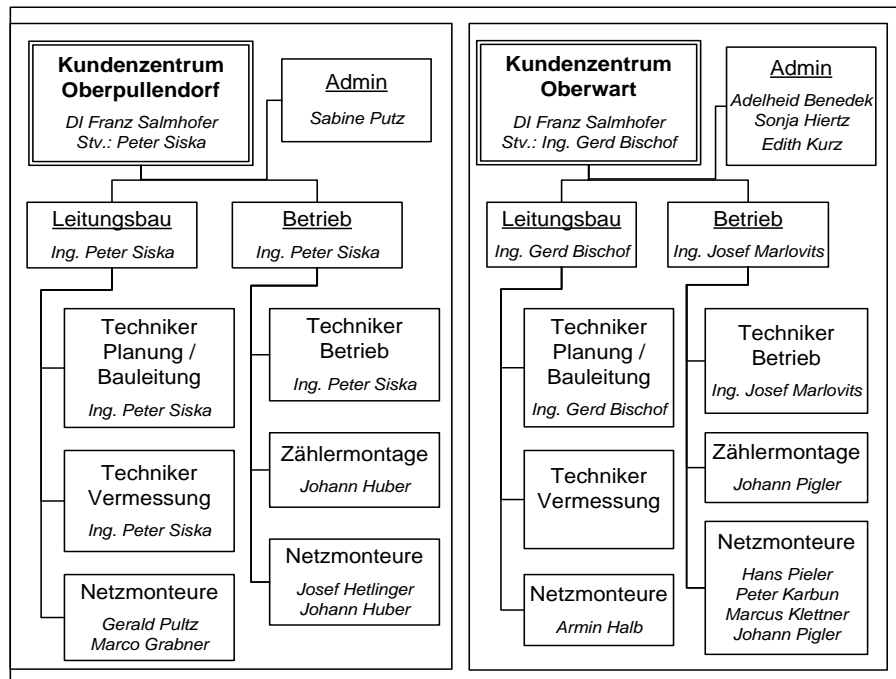 Kundenzentrum
Oberpullendorf
DI Franz Salmhofer
Stv.: Peter Siska
Admin
Sabine Putz
Leitungsbau
Ing. Peter Siska
Betrieb
Ing. Peter Siska
Techniker
Planung /
Bauleitung
Ing. Peter Siska
Techniker
Vermessung
Ing. Peter Siska
Netzmonteure
Gerald Pultz
Marco Grabner
Techniker
Betrieb
Ing. Peter Siska
Zählermontage
Johann Huber
Netzmonteure
Josef Hetlinger
Johann Huber
Kundenzentrum
Oberwart
DI Franz Salmhofer
Stv.: Ing. Gerd Bischof
Admin
Adelheid Benedek
Sonja Hiertz
Edith Kurz
Leitungsbau
Ing. Gerd Bischof
Betrieb
Ing. Josef Marlovits
Techniker
Planung /
Bauleitung
Ing. Gerd Bischof
Techniker
Vermessung
Netzmonteure
Armin Halb
Techniker
Betrieb
Ing. Josef Marlovits
Zählermontage
Johann Pigler
Netzmonteure
Hans Pieler
Peter Karbun
Marcus Klettner
Johann Pigler